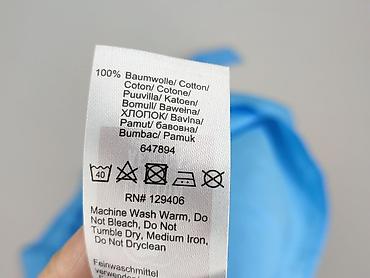 100% Baumwolle/ Cotton/
Coton/ Cotone/
Puuvilla/ Katoen/
Bomull/ Bawełna/
ХЛОПОК/ Bavlna/
Pamut/ бавовна/
Bumbac/ Pamuk
647894
40
RN# 129406
Machine Wash Warm, Do
Not Bleach, Do Not
Tumble Dry, Medium Iron,
Do Not Dryclean
Feinwaschmittel